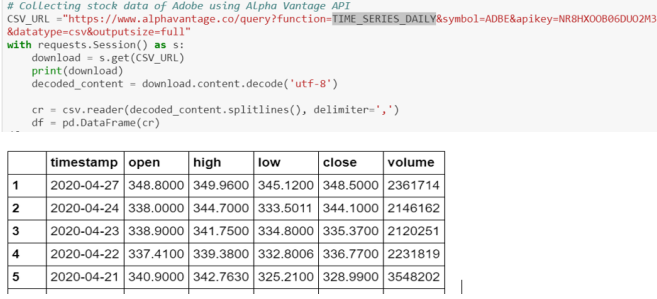 # Collecting stock data of Adobe using Alpha Vantage API
CSV_URL ="https://www.alphavantage.co/query?function=TIME_SERIES_DAILY&symbol=ADBE&apikey=NR8HXOOB06DUO2M3
&datatype=csv&outputsize=full"
with requests.Session() as s:
    download = s.get(CSV_URL)
    print(download)
    decoded_content = download.content.decode('utf-8')
    cr = csv.reader(decoded_content.splitlines(), delimiter=',')
    df = pd.DataFrame(cr)
timestamp open high low close volume
1 2020-04-27 348.8000 349.9600 345.1200 348.5000 2361714
2 2020-04-24 338.0000 344.7000 333.5011 344.1000 2146162
3 2020-04-23 338.9000 341.7500 334.8000 335.3700 2120251
4 2020-04-22 337.4100 339.3800 332.8006 336.7700 2231819
5 2020-04-21 340.9000 342.7630 325.2100 328.9900 3548202